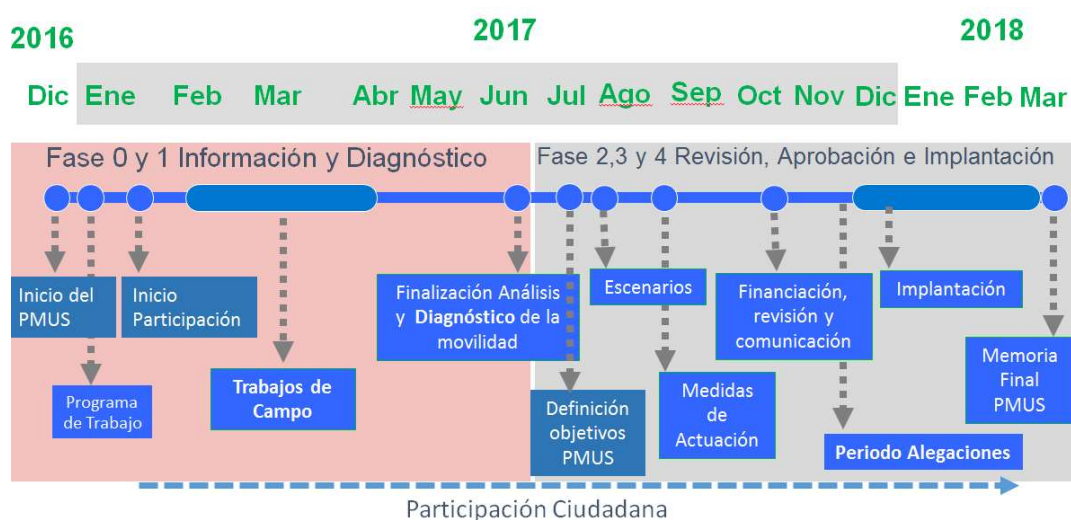 2016
2017
2018
Dic Ene Feb Mar Abr May Jun Jul Ago Sep Oct Nov Dic Ene Feb Mar
Fase 0 y 1 Información y Diagnóstico
Fase 2,3 y 4 Revisión, Aprobación e Implantación
Inicio del
PMUS
Inicio
Participación
Finalización Análisis
y Diagnóstico de la
movilidad
Escenarios
Financiación,
revisión y
comunicación
Implantación
Programa
de Trabajo
Trabajos de
Campo
Definición
objetivos
PMUS
Medidas
de
Actuación
Memoria
Final
PMUS
Periodo Alegaciones
Participación Ciudadana